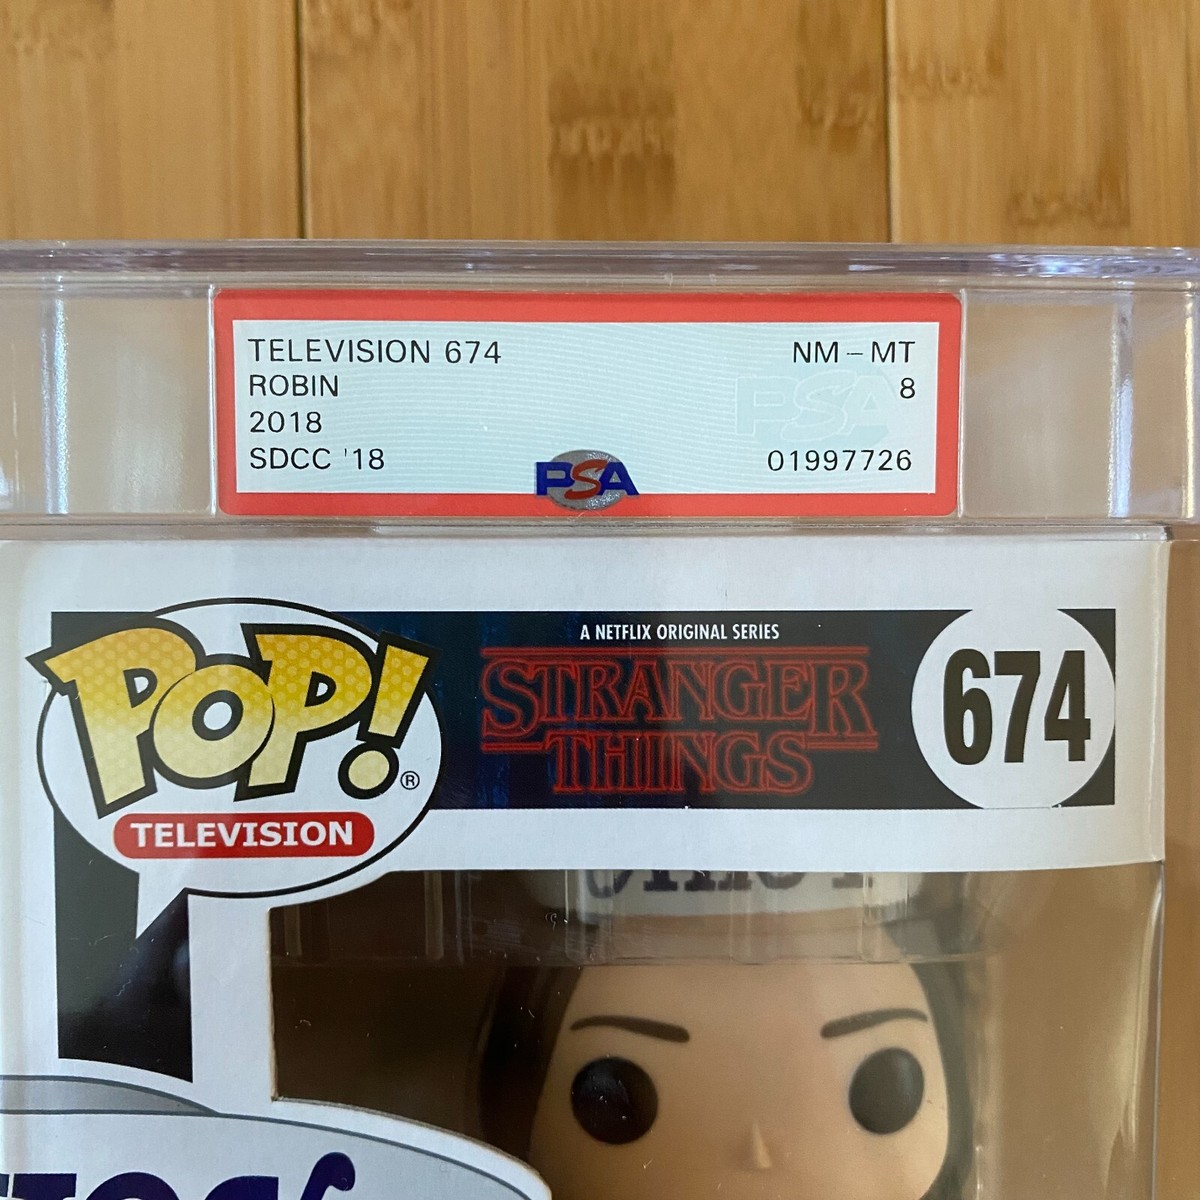 TELEVISION 674
ROBIN
2018
SDCC '18
NM-MT
8
01997726
PSA
A NETFLIX ORIGINAL SERIES
STRANGER
THINGS
674
POP!®
TELEVISION